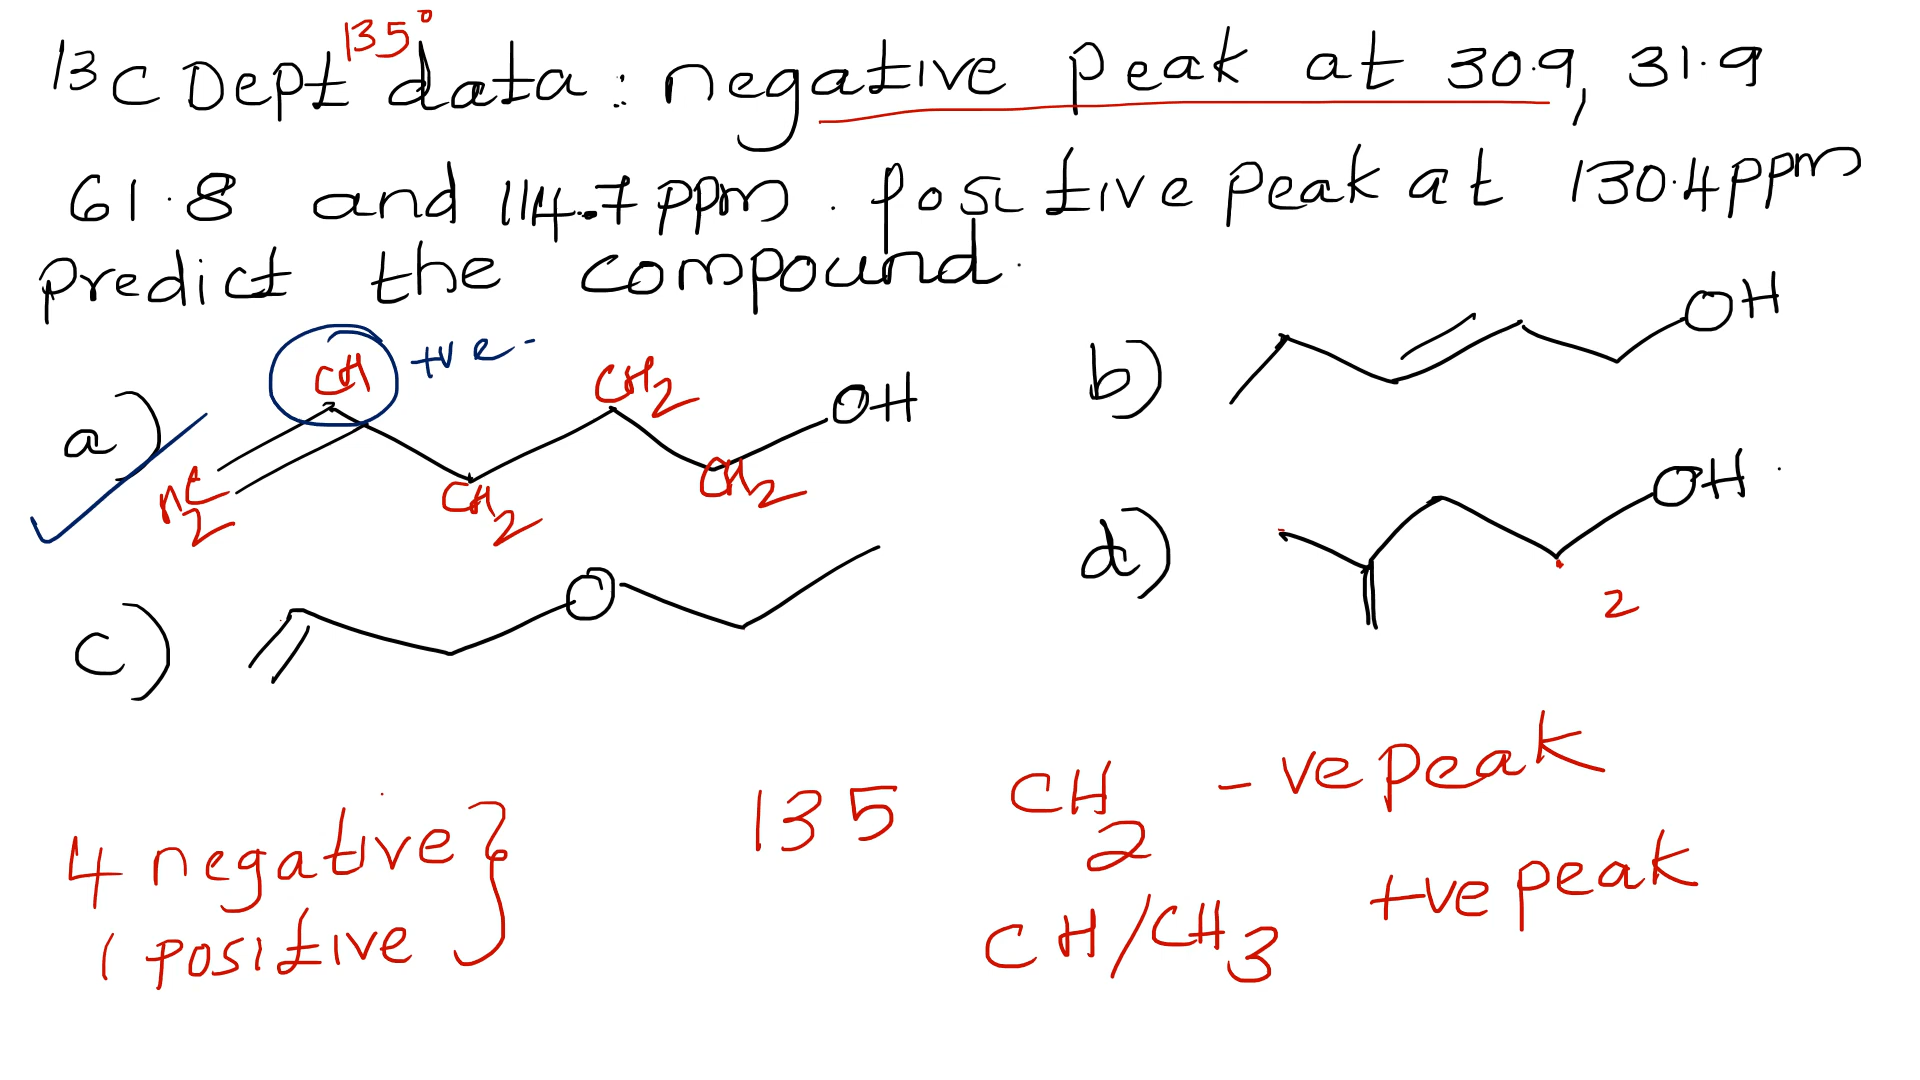 135°
13C Dept data : negative peak at 30.9, 31.9
61.8 and 114.7 ppm . positive peak at 130.4 ppm
predict the compound.
a) CH +ve CH2 OH
H2C CH2 CH2
b) OH
c) O
d) OH
2
4 negative }
1 positive
135 CH2 -ve peak
CH/CH3 +ve peak